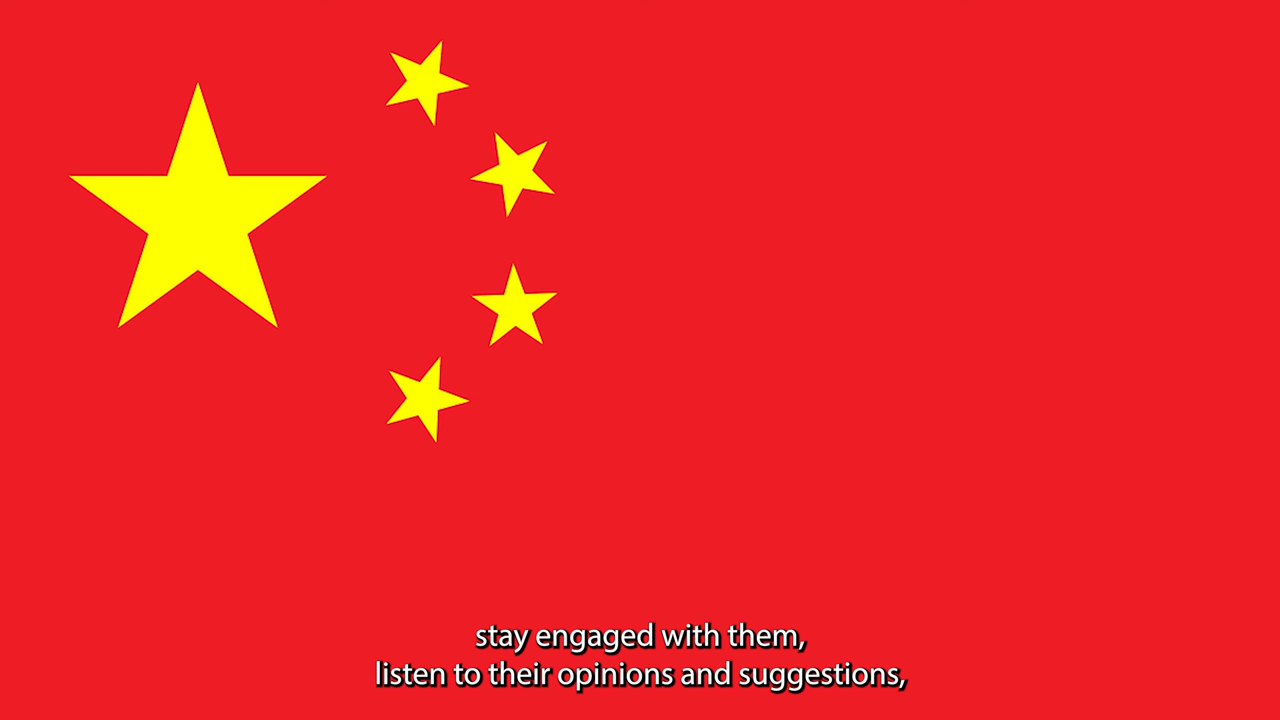 stay engaged with them,
listen to their opinions and suggestions,